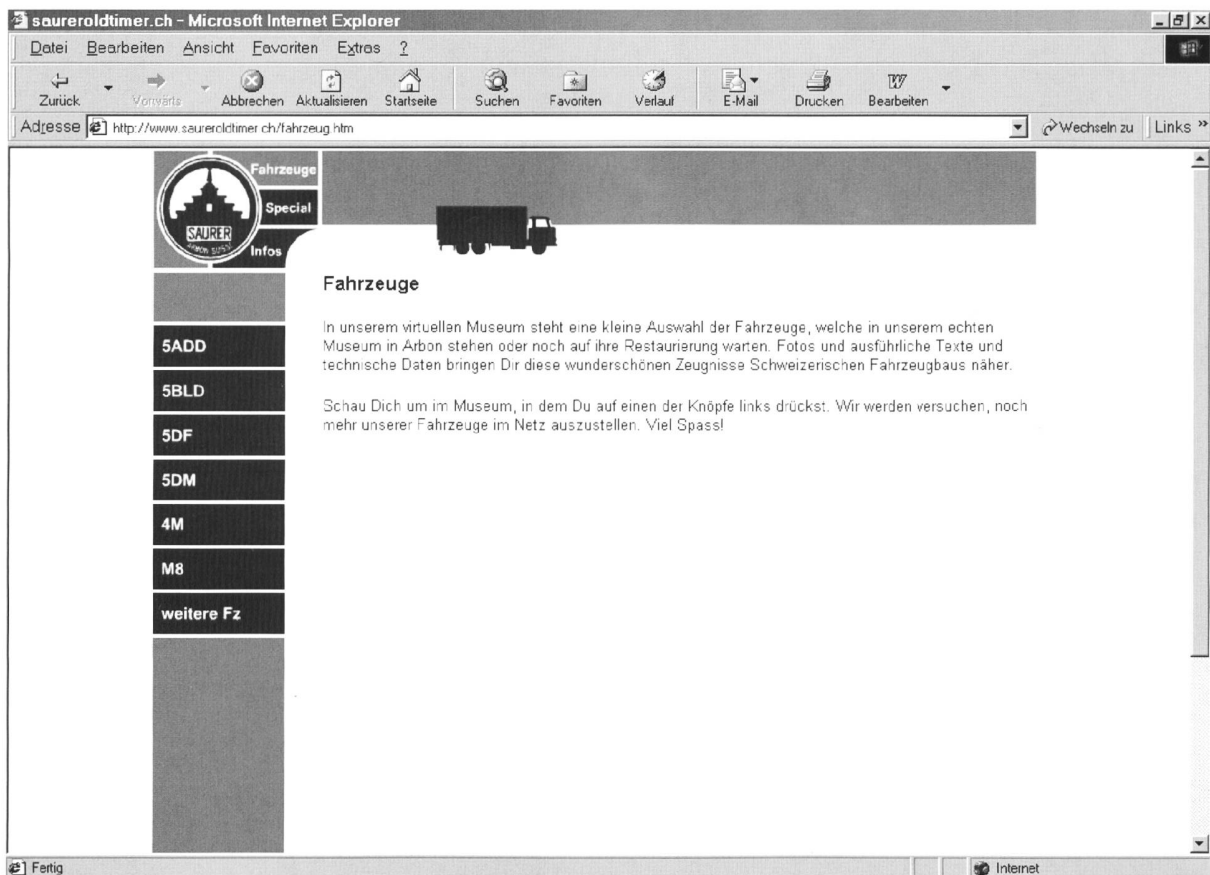 saureroldtimer.ch - Microsoft Internet Explorer
Datei Bearbeiten Ansicht Favoriten Extras ?
Zurück Vorwärts Abbrechen Aktualisieren Startseite Suchen Favoriten Verlauf E-Mail Drucken Bearbeiten
Adresse http://www.saureroldtimer.ch/fahrzeug.htm Wechseln zu Links »
Fahrzeuge
Special
Infos
SAURER
ARBON SUISSE
Fahrzeuge
In unserem virtuellen Museum steht eine kleine Auswahl der Fahrzeuge, welche in unserem echten
Museum in Arbon stehen oder noch auf ihre Restaurierung warten. Fotos und ausführliche Texte und
technische Daten bringen Dir diese wunderschönen Zeugnisse Schweizerischen Fahrzeugbaus näher.
Schau Dich um im Museum, in dem Du auf einen der Knöpfe links drückst. Wir werden versuchen, noch
mehr unserer Fahrzeuge im Netz auszustellen. Viel Spass!
5ADD
5BLD
5DF
5DM
4M
M8
weitere Fz
Fertig Internet